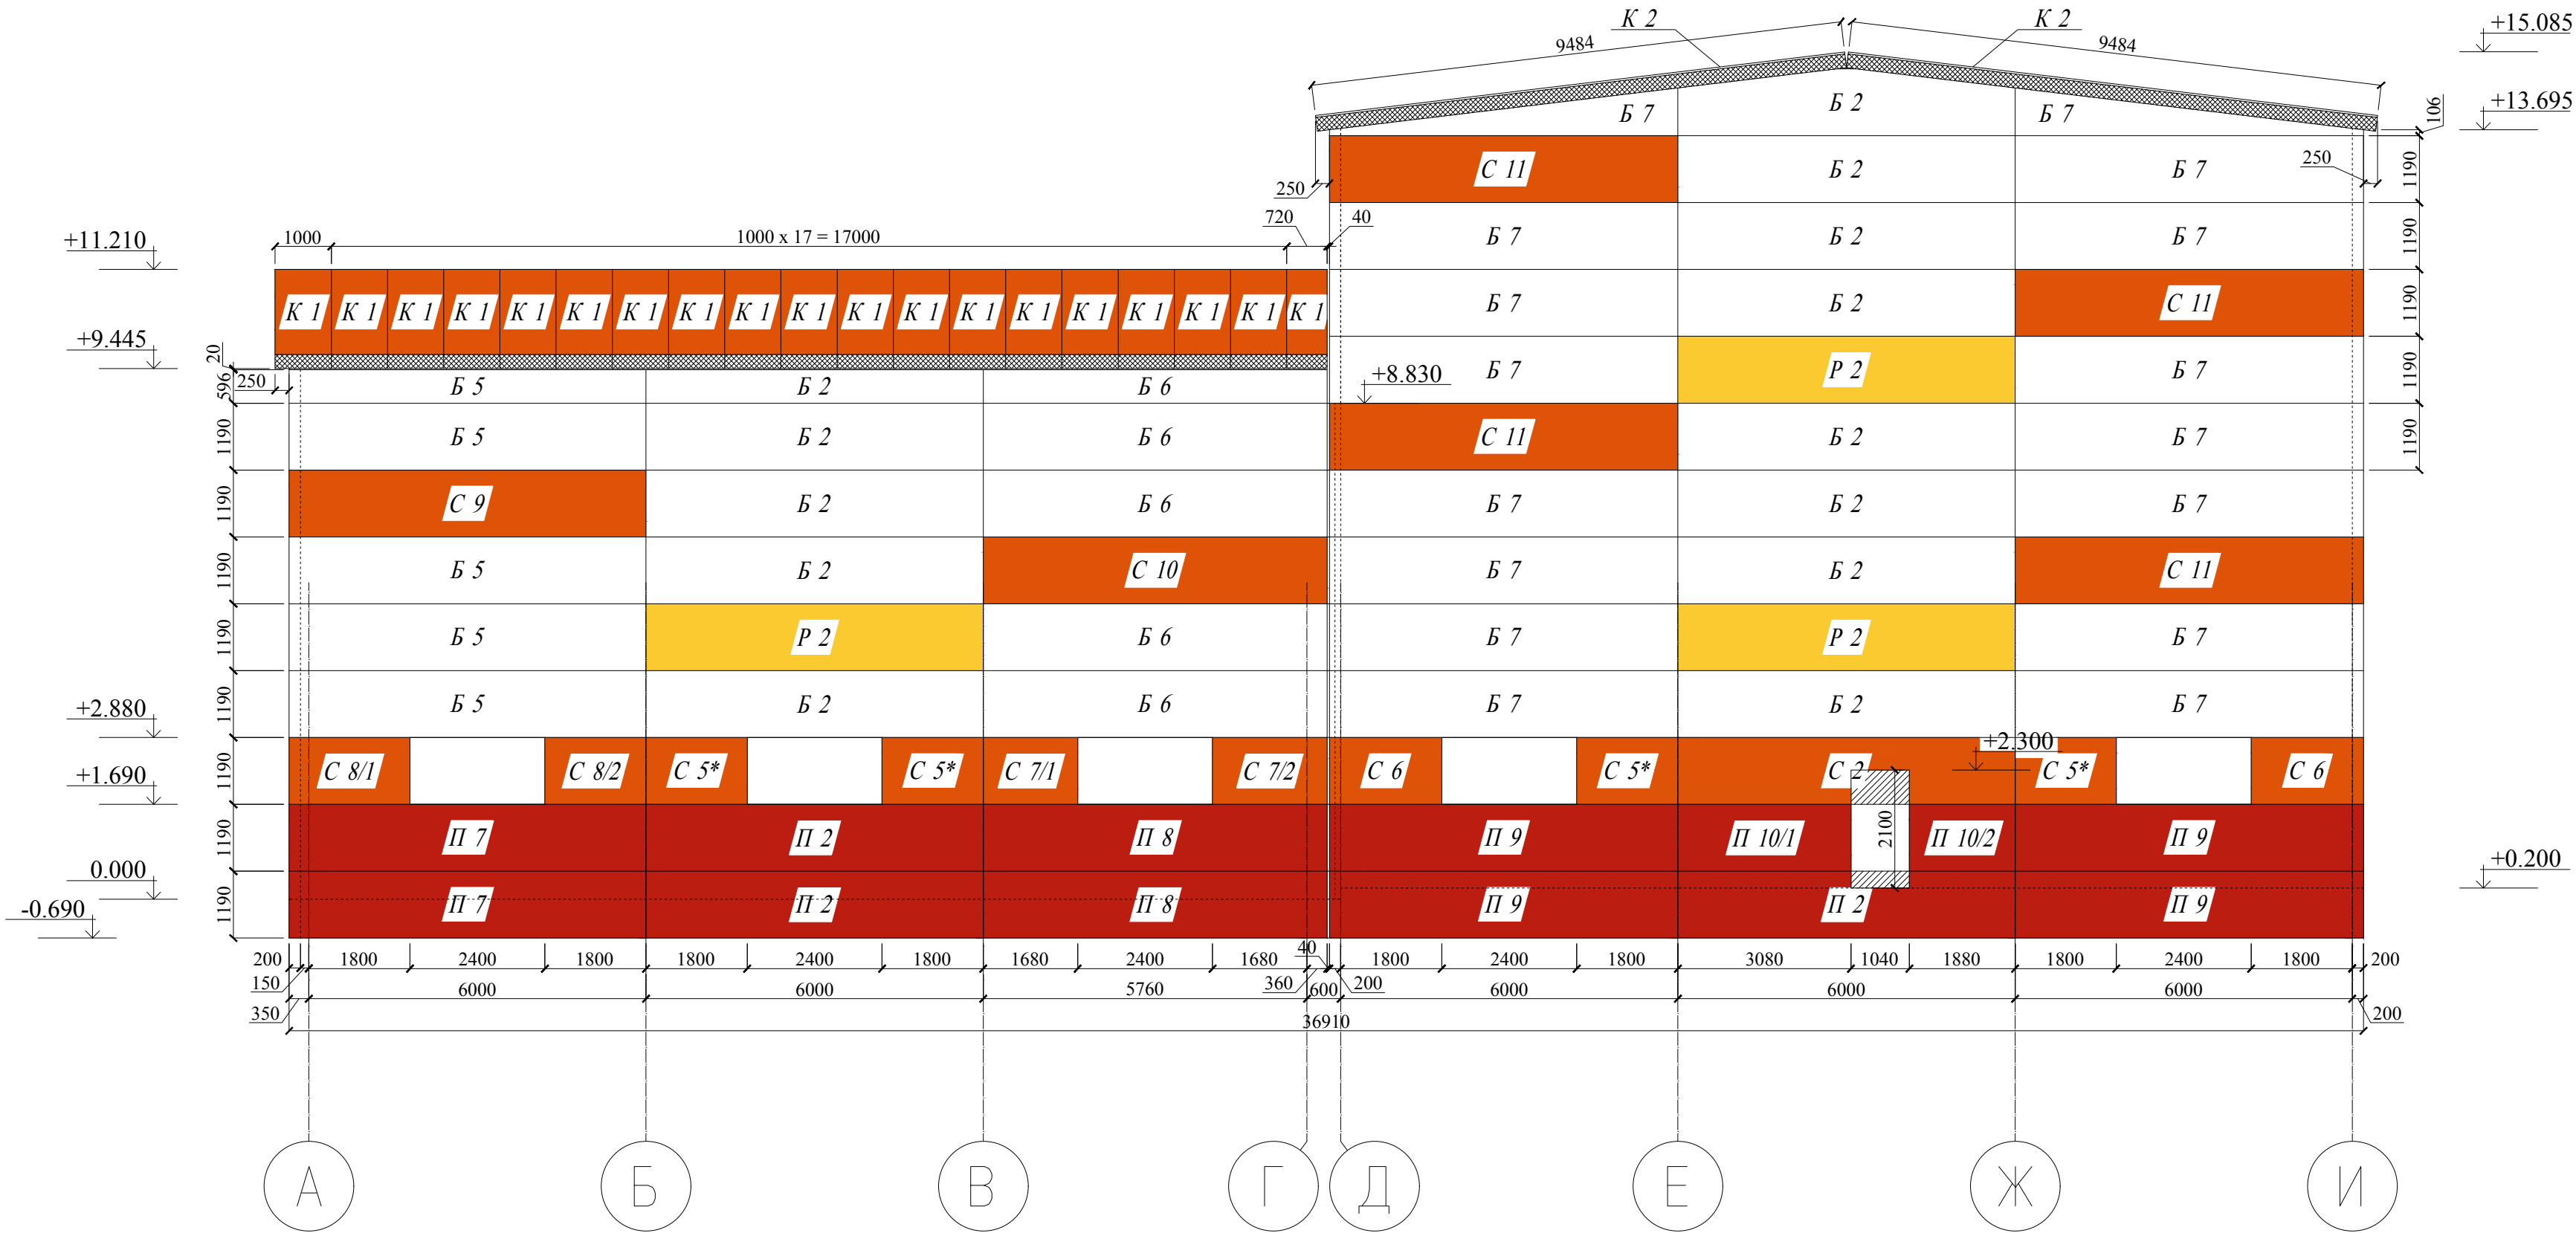 К 2 К 2
+15.085
9484 9484
+13.695
106
Б 7 Б 2 Б 7
С 11 Б 2 Б 7
250 250 1190
720 40
+11.210
1000 1000 x 17 = 17000
Б 7 Б 2 Б 7 1190
К 1 К 1 К 1 К 1 К 1 К 1 К 1 К 1 К 1 К 1 К 1 К 1 К 1 К 1 К 1 К 1 К 1 К 1 К 1
Б 7 Б 2 С 11 1190
+9.445
20
Б 7 Р 2 Б 7 1190
+8.830
596 250 Б 5 Б 2 Б 6
1190 Б 5 Б 2 Б 6 С 11 Б 2 Б 7 1190
1190 С 9 Б 2 Б 6 Б 7 Б 2 Б 7
1190 Б 5 Б 2 С 10 Б 7 Б 2 С 11
1190 Б 5 Р 2 Б 6 Б 7 Р 2 Б 7
1190 Б 5 Б 2 Б 6 Б 7 Б 2 Б 7
+2.880
+2.300
1190 С 8/1 С 8/2 С 5* С 5* С 7/1 С 7/2 С 6 С 5* С 2 С 5* С 6
+1.690
1190 П 7 П 2 П 8 П 9 П 10/1 2100 П 10/2 П 9
0.000
+0.200
1190 П 7 П 2 П 8 П 9 П 2 П 9
-0.690
40
200 1800 2400 1800 1800 2400 1800 1680 2400 1680 1800 2400 1800 3080 1040 1880 1800 2400 1800 200
150 6000 6000 5760 360 600 200 6000 6000 6000
350 200
36910
А Б В Г Д Е Ж И